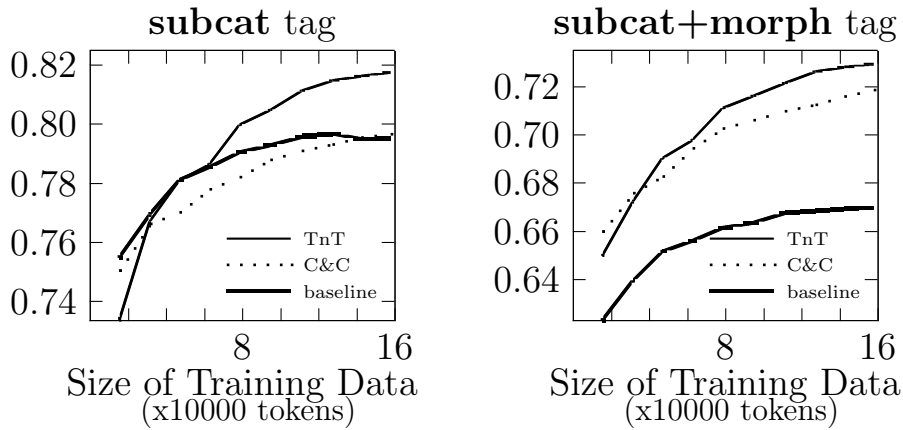 subcat tag
0.82
0.80
0.78
0.76
0.74
TnT
C&C
baseline
8
16
Size of Training Data
(x10000 tokens)
subcat+morph tag
0.72
0.70
0.68
0.66
0.64
TnT
C&C
baseline
8
16
Size of Training Data
(x10000 tokens)